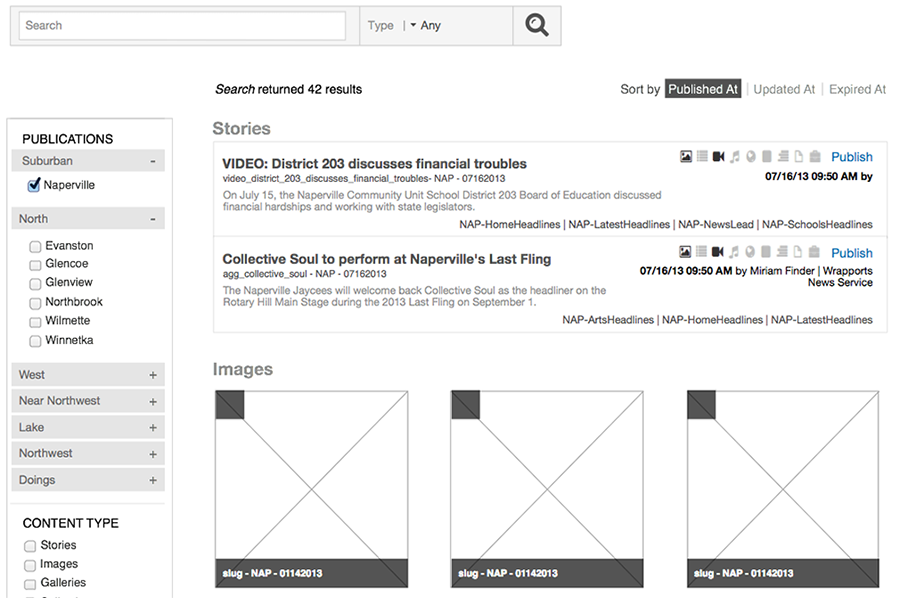 Search
Type | Any
Search returned 42 results
Sort by Published At | Updated At | Expired At
PUBLICATIONS
Suburban -
Naperville
North -
Evanston
Glencoe
Glenview
Northbrook
Wilmette
Winnetka
West +
Near Northwest +
Lake +
Northwest +
Doings +
CONTENT TYPE
Stories
Images
Galleries
Stories
VIDEO: District 203 discusses financial troubles
Publish
video_district_203_discusses_financial_troubles- NAP - 07162013
07/16/13 09:50 AM by
On July 15, the Naperville Community Unit School District 203 Board of Education discussed
financial hardships and working with state legislators.
NAP-HomeHeadlines | NAP-LatestHeadlines | NAP-NewsLead | NAP-SchoolsHeadlines
Collective Soul to perform at Naperville's Last Fling
Publish
agg_collective_soul - NAP - 07162013
07/16/13 09:50 AM by Miriam Finder | Wrapports
News Service
The Naperville Jaycees will welcome back Collective Soul as the headliner on the
Rotary Hill Main Stage during the 2013 Last Fling on September 1.
NAP-ArtsHeadlines | NAP-HomeHeadlines | NAP-LatestHeadlines
Images
slug - NAP - 01142013
slug - NAP - 01142013
slug - NAP - 01142013